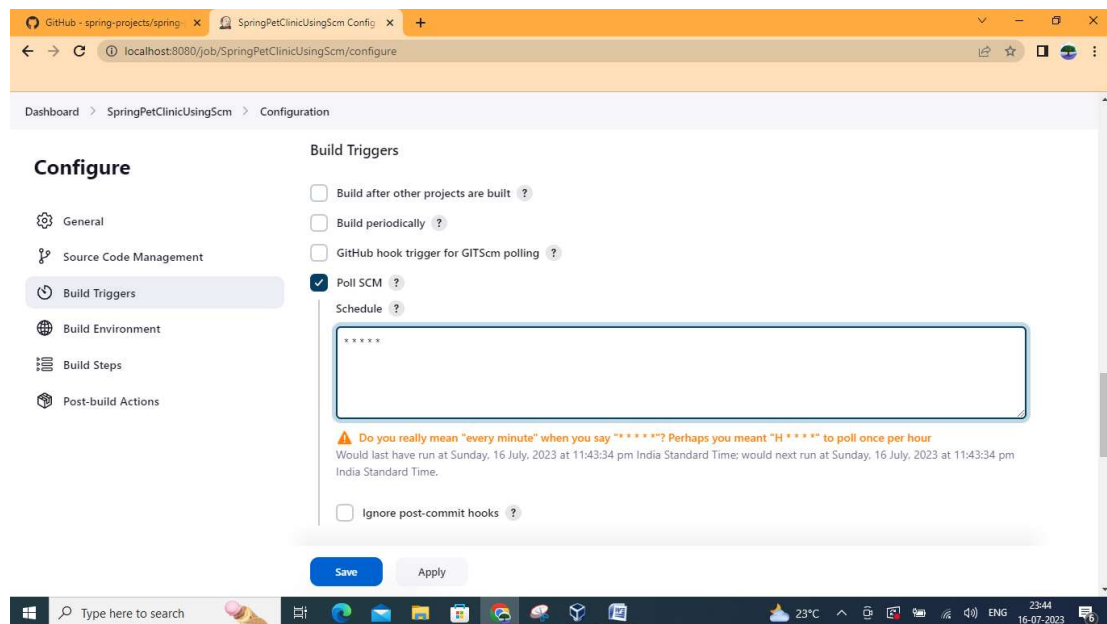 GitHub - spring-projects/spring-
SpringPetClinicUsingScm Config
localhost:8080/job/SpringPetClinicUsingScm/configure
Dashboard > SpringPetClinicUsingScm > Configuration
Configure
General
Source Code Management
Build Triggers
Build Environment
Build Steps
Post-build Actions
Build Triggers
Build after other projects are built ?
Build periodically ?
GitHub hook trigger for GITScm polling ?
Poll SCM ?
Schedule ?
* * * * *
Do you really mean "every minute" when you say "* * * * *"? Perhaps you meant "H * * * *" to poll once per hour
Would last have run at Sunday, 16 July, 2023 at 11:43:34 pm India Standard Time; would next run at Sunday, 16 July, 2023 at 11:43:34 pm
India Standard Time.
Ignore post-commit hooks ?
Save Apply
Type here to search
23°C
ENG
23:44
16-07-2023
6